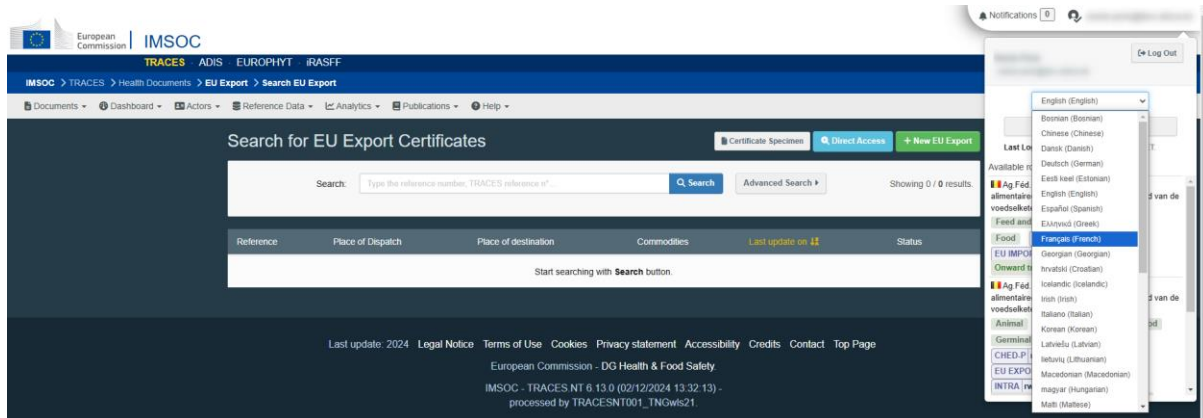 Notifications 0
European
Commission
IMSOC
TRACES ADIS EUROPHYT iRASFF
IMSOC > TRACES > Health Documents > EU Export > Search EU Export
Documents Dashboard Actors Reference Data Analytics Publications Help
Log Out
English (English)
Bosnian (Bosnian)
Chinese (Chinese)
Dansk (Danish)
Deutsch (German)
Eesti keel (Estonian)
English (English)
Español (Spanish)
Ελληνικά (Greek)
Français (French)
Georgian (Georgian)
hrvatski (Croatian)
Icelandic (Icelandic)
Irish (Irish)
Italiano (Italian)
Korean (Korean)
Latviešu (Latvian)
lietuvių (Lithuanian)
Macedonian (Macedonian)
magyar (Hungarian)
Malti (Maltese)
Last Lo
Available ro
Ag.Féd.
alimentaire
d van de
voedselket
Feed and
Food
EU IMPO
Onward t
Ag.Féd.
alimentaire
d van de
voedselket
Animal
od
Germinal
CHED-P
EU EXPO
INTRA
Search for EU Export Certificates
Certificate Specimen Direct Access + New EU Export
Search: Type the reference number, TRACES reference n°... Search Advanced Search Showing 0 / 0 results.
Reference Place of Dispatch Place of destination Commodities Last update on Status
Start searching with Search button.
Last update: 2024 Legal Notice Terms of Use Cookies Privacy statement Accessibility Credits Contact Top Page
European Commission - DG Health & Food Safety.
IMSOC - TRACES.NT 6.13.0 (02/12/2024 13:32:13) -
processed by TRACESNT001_TNGwls21.